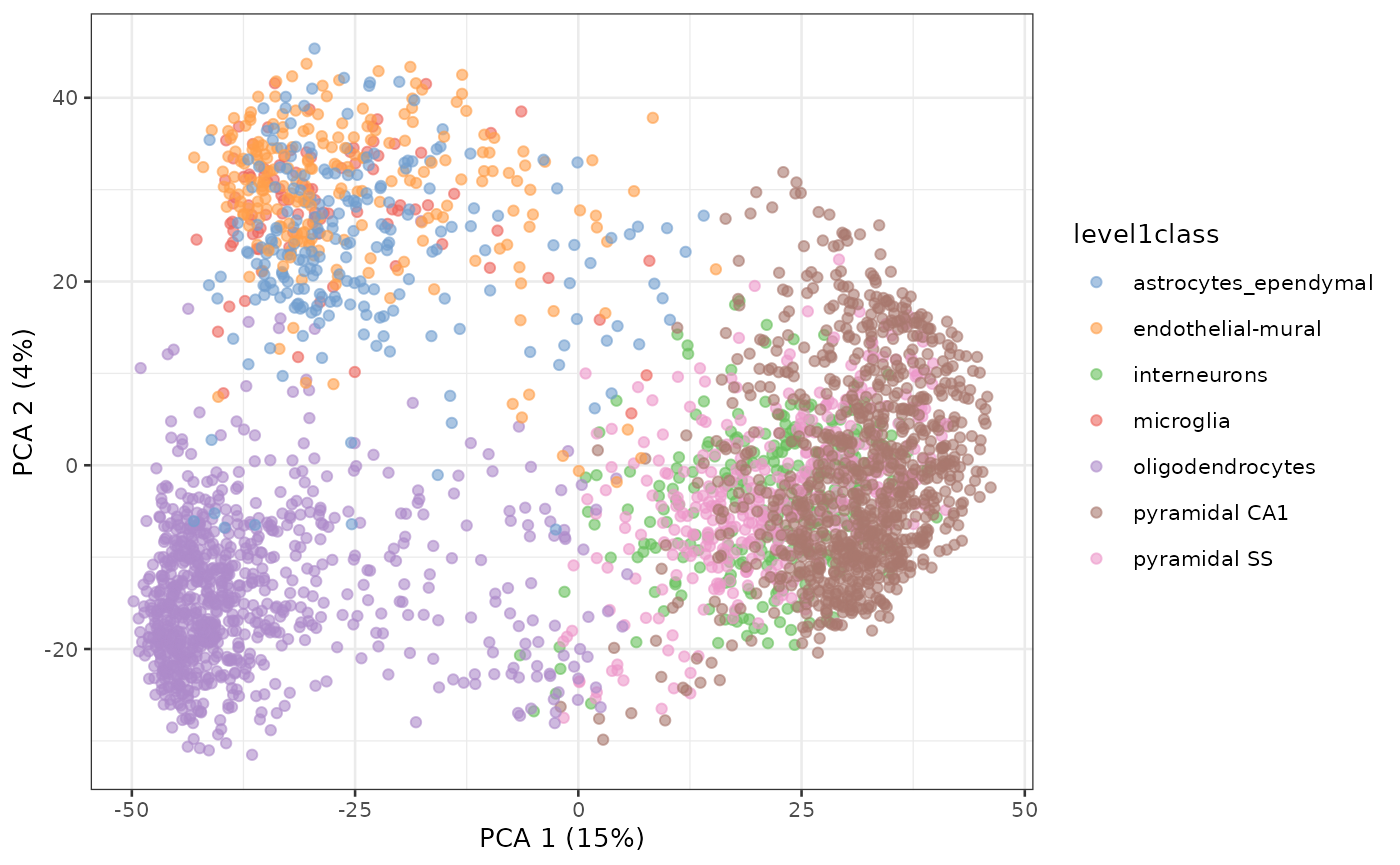 40
20
0
-20
PCA 2 (4%)
-50
-25
0
25
50
PCA 1 (15%)
level1class
astrocytes_ependymal
endothelial-mural
interneurons
microglia
oligodendrocytes
pyramidal CA1
pyramidal SS